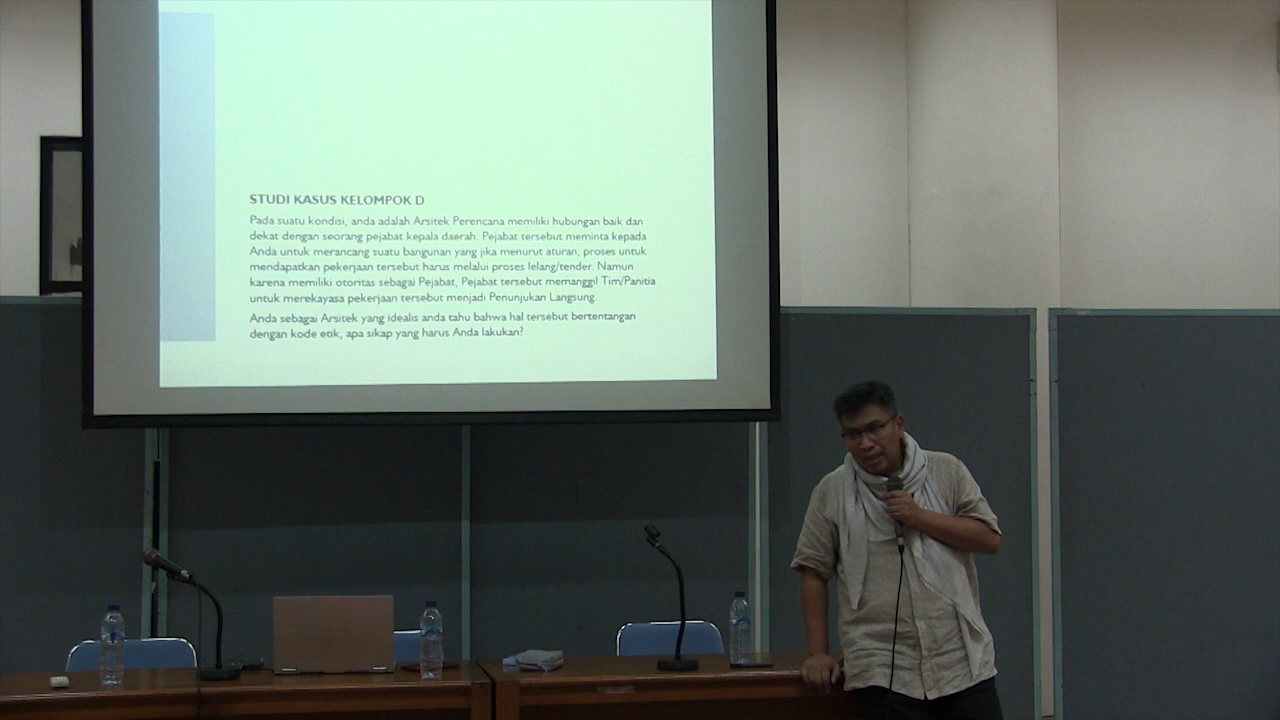 STUDI KASUS KELOMPOK D
Pada suatu kondisi, anda adalah Arsitek Perencana memiliki hubungan baik dan
dekat dengan seorang pejabat kepala daerah. Pejabat tersebut meminta kepada
Anda untuk merancang suatu bangunan yang jika menurut aturan, proses untuk
mendapatkan pekerjaan tersebut harus melalui proses lelang/tender. Namun
karena memiliki otoritas sebagai Pejabat, Pejabat tersebut memanggil Tim/Panitia
untuk merekayasa pekerjaan tersebut menjadi Penunjukan Langsung.
Anda sebagai Arsitek yang idealis anda tahu bahwa hal tersebut bertentangan
dengan kode etik, apa sikap yang harus Anda lakukan?